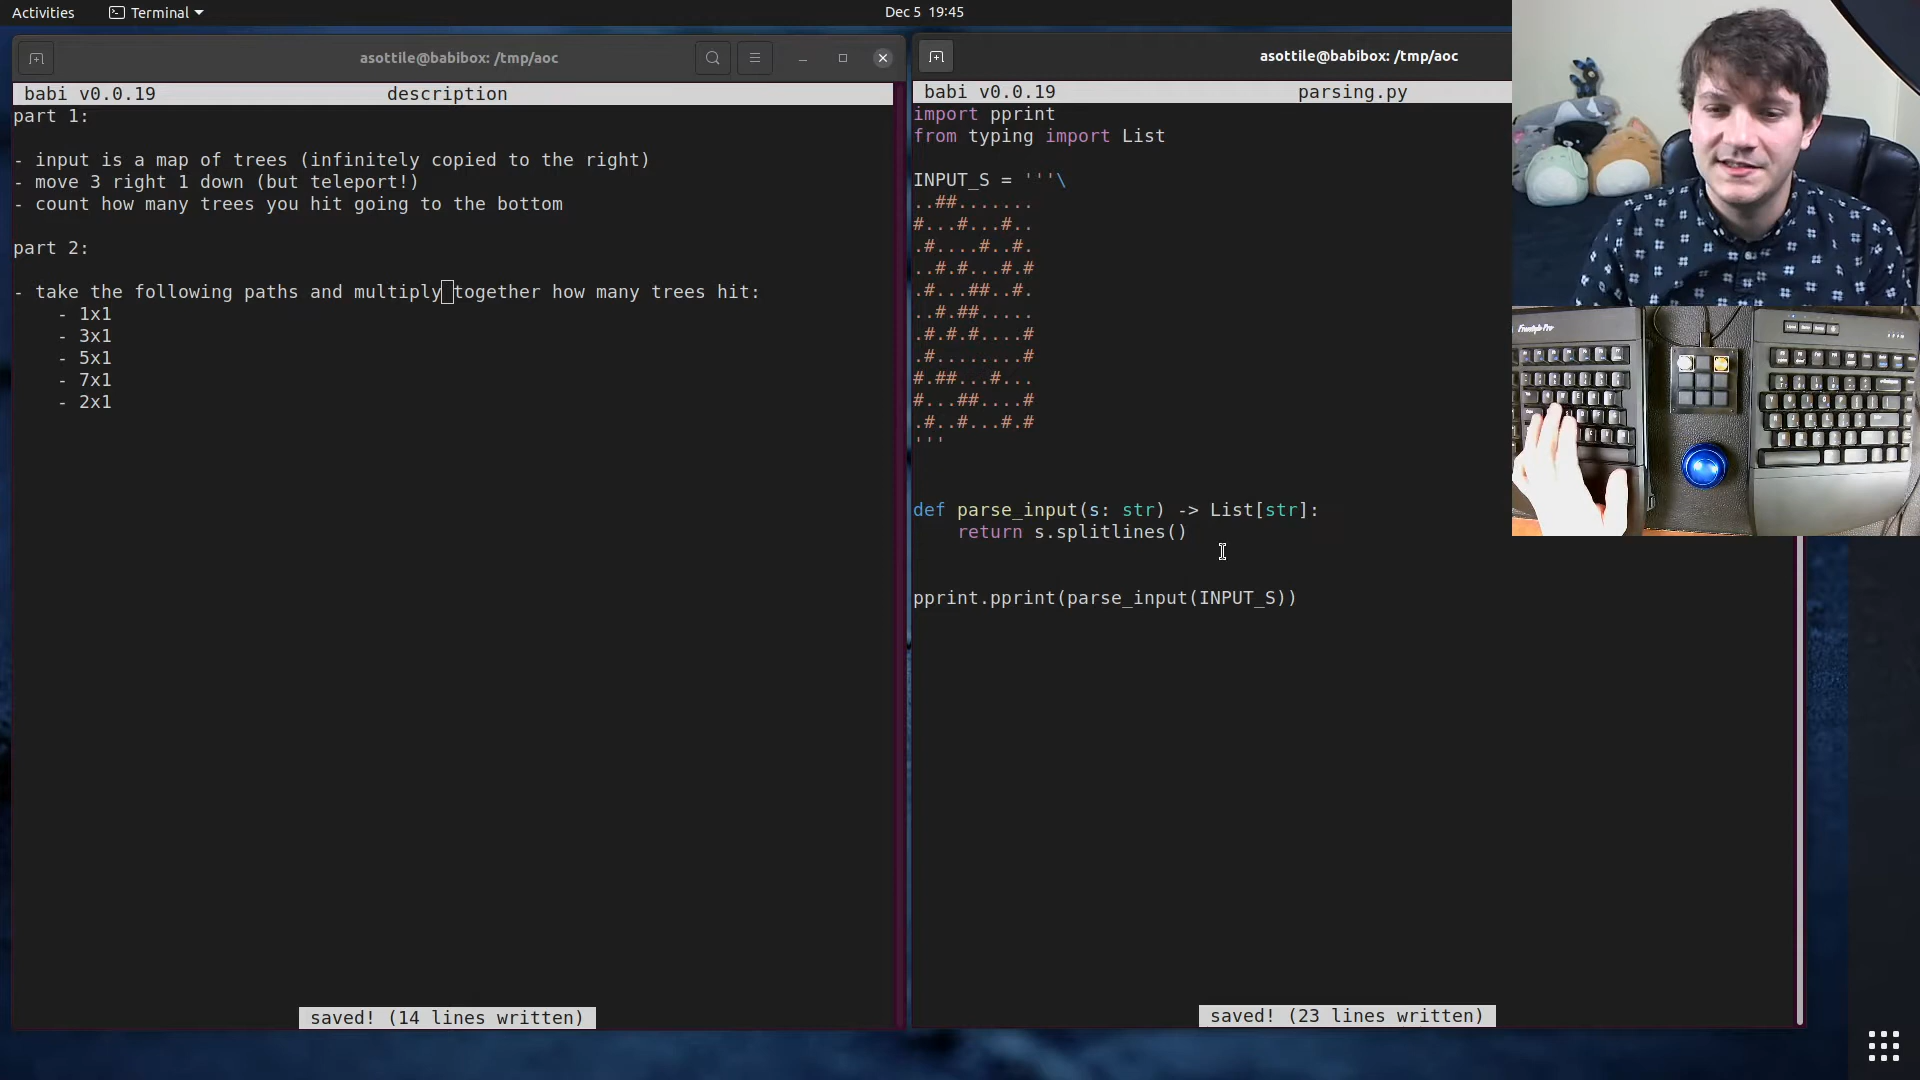 Activities
Terminal
Dec 5 19:45
asottile@babibox: /tmp/aoc
babi v0.0.19 description
part 1:
- input is a map of trees (infinitely copied to the right)
- move 3 right 1 down (but teleport!)
- count how many trees you hit going to the bottom
part 2:
- take the following paths and multiply together how many trees hit:
- 1x1
- 3x1
- 5x1
- 7x1
- 2x1
saved! (14 lines written)
asottile@babibox: /tmp/aoc
babi v0.0.19 parsing.py
import pprint
from typing import List
INPUT_S = '''\
..##.......
#...#...#..
.#....#..#.
..#.#...#.#
.#...##..#.
..#.##.....
.#.#.#....#
.#........#
#.##...#...
#...##....#
.#..#...#.#
'''
def parse_input(s: str) -> List[str]:
return s.splitlines()
pprint.pprint(parse_input(INPUT_S))
saved! (23 lines written)
Freestyle Pro